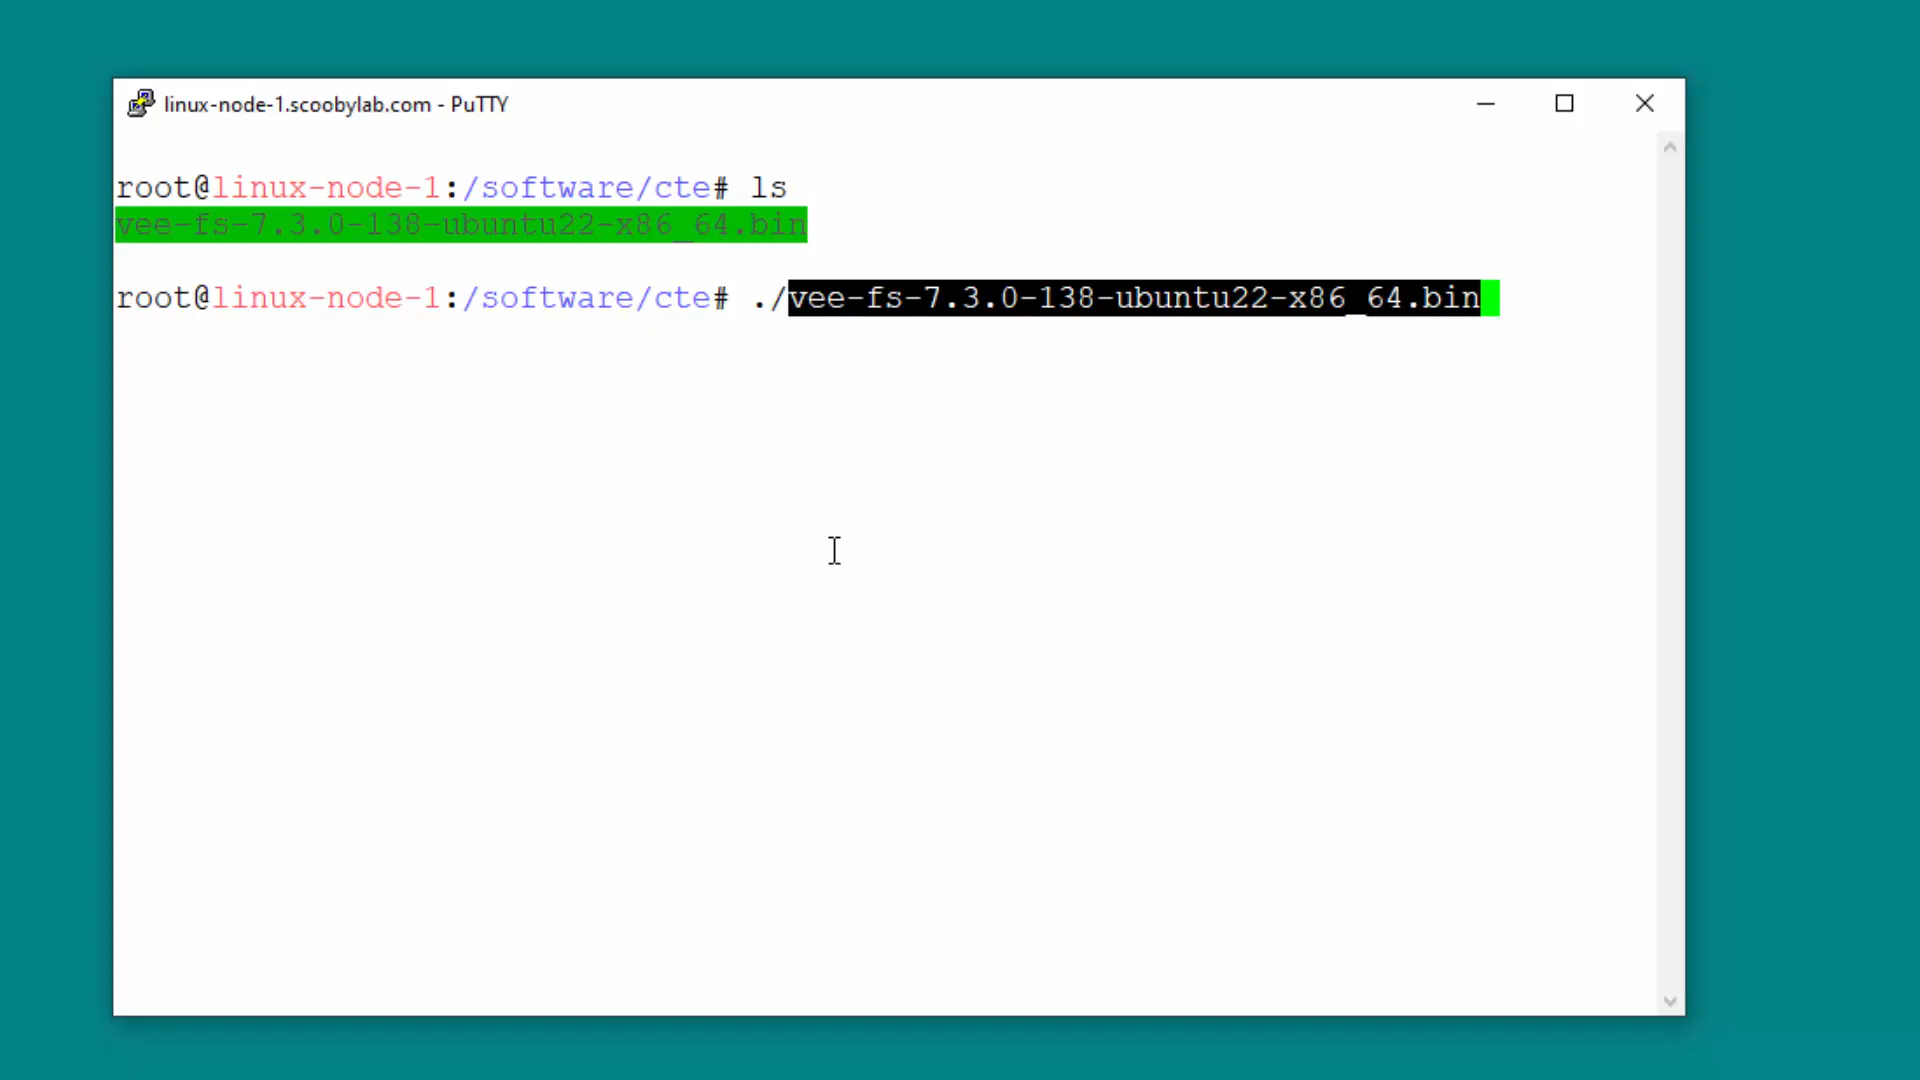 linux-node-1.scoobylab.com - PuTTY
root@linux-node-1:/software/cte# ls
vee-fs-7.3.0-138-ubuntu22-x86_64.bin
root@linux-node-1:/software/cte# ./vee-fs-7.3.0-138-ubuntu22-x86_64.bin